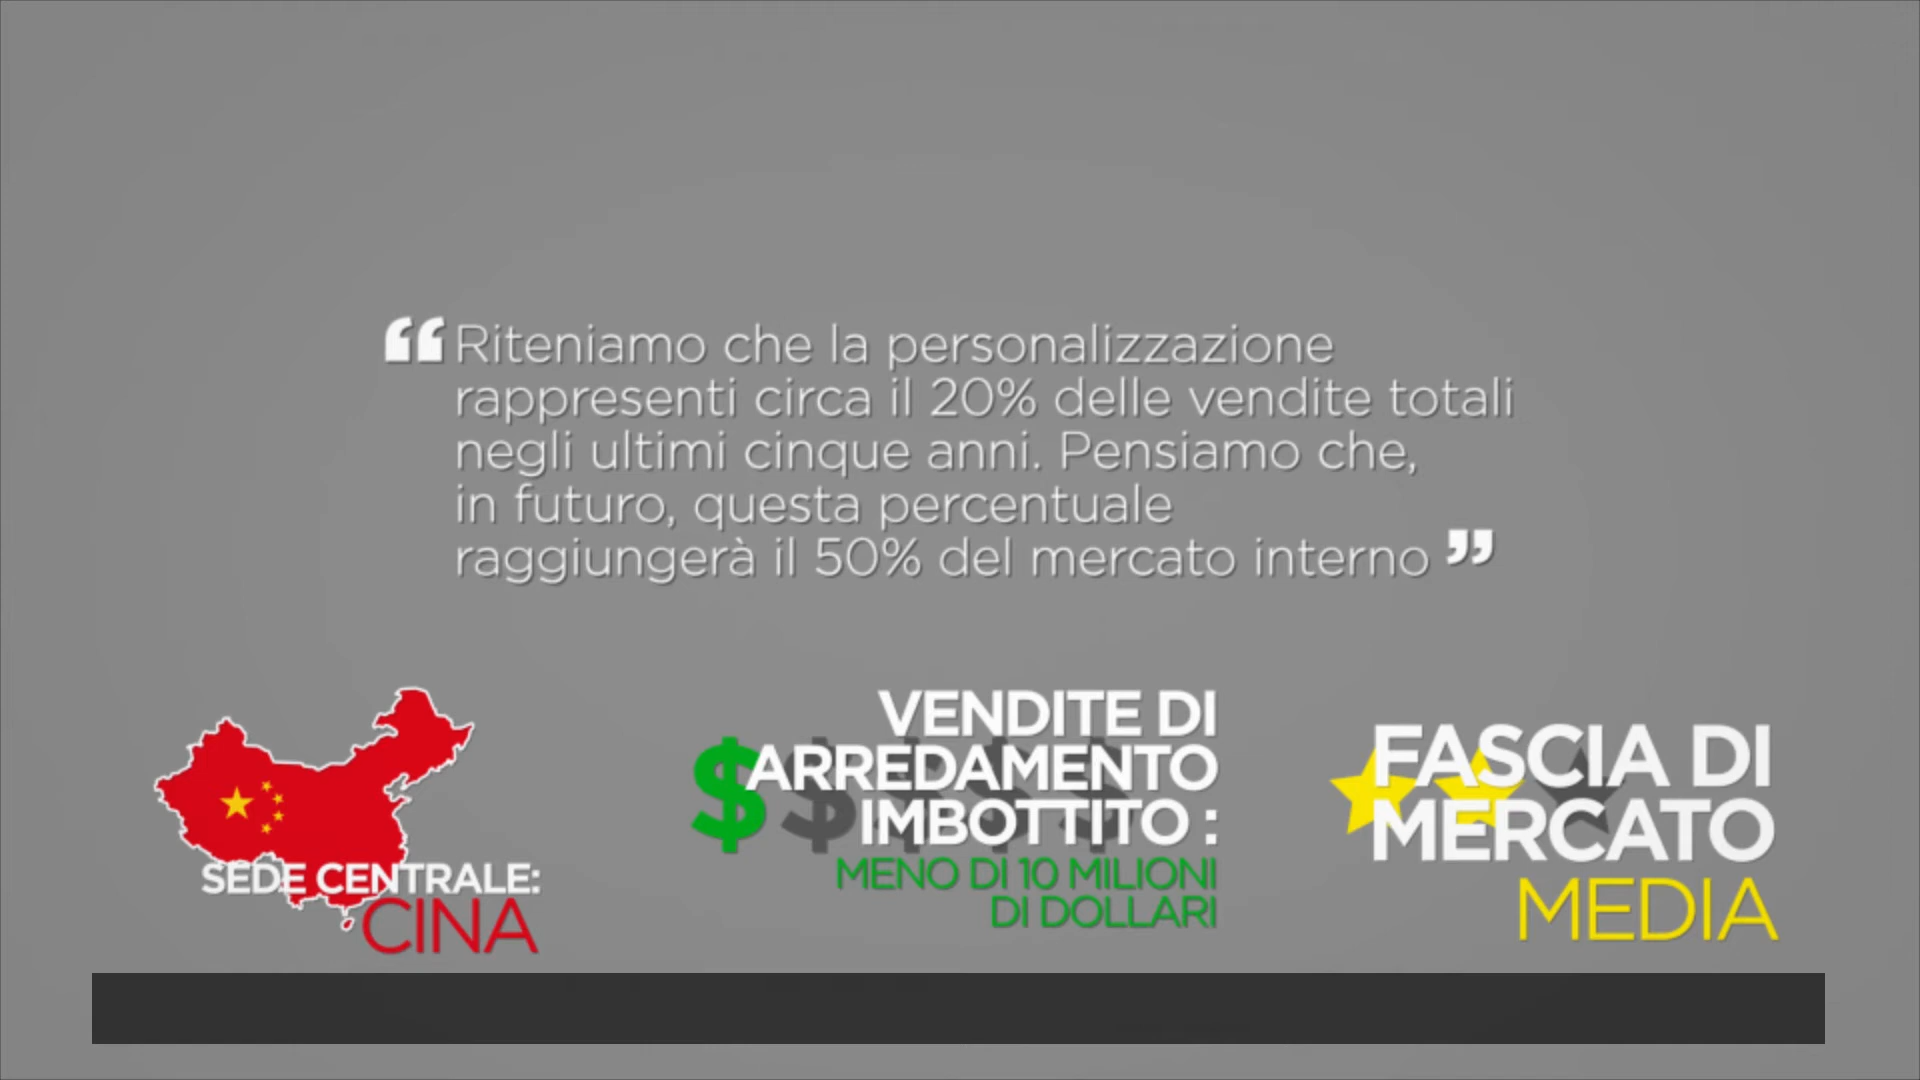 “Riteniamo che la personalizzazione
rappresenti circa il 20% delle vendite totali
negli ultimi cinque anni. Pensiamo che,
in futuro, questa percentuale
raggiungerà il 50% del mercato interno”
SEDE CENTRALE:
CINA
VENDITE DI
ARREDAMENTO
IMBOTTITO :
MENO DI 10 MILIONI
DI DOLLARI
FASCIA DI
MERCATO
MEDIA